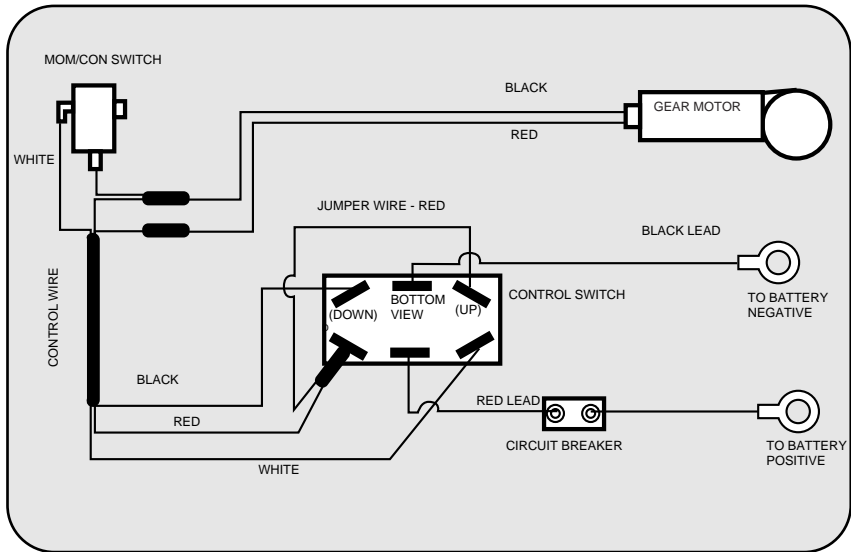 MOM/CON SWITCH
BLACK
GEAR MOTOR
RED
WHITE
JUMPER WIRE - RED
BLACK LEAD
CONTROL WIRE
BOTTOM
VIEW
(DOWN)
(UP)
CONTROL SWITCH
TO BATTERY
NEGATIVE
BLACK
RED
RED LEAD
CIRCUIT BREAKER
TO BATTERY
POSITIVE
WHITE